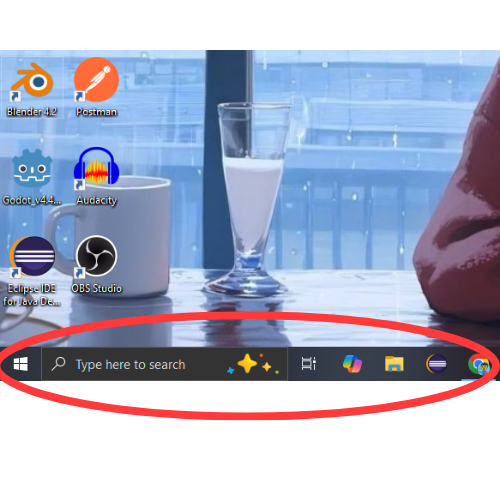 Blender 4.2
Postman
Godot_v4.4...
Audacity
Eclipse IDE
for Java De...
OBS Studio
Type here to search